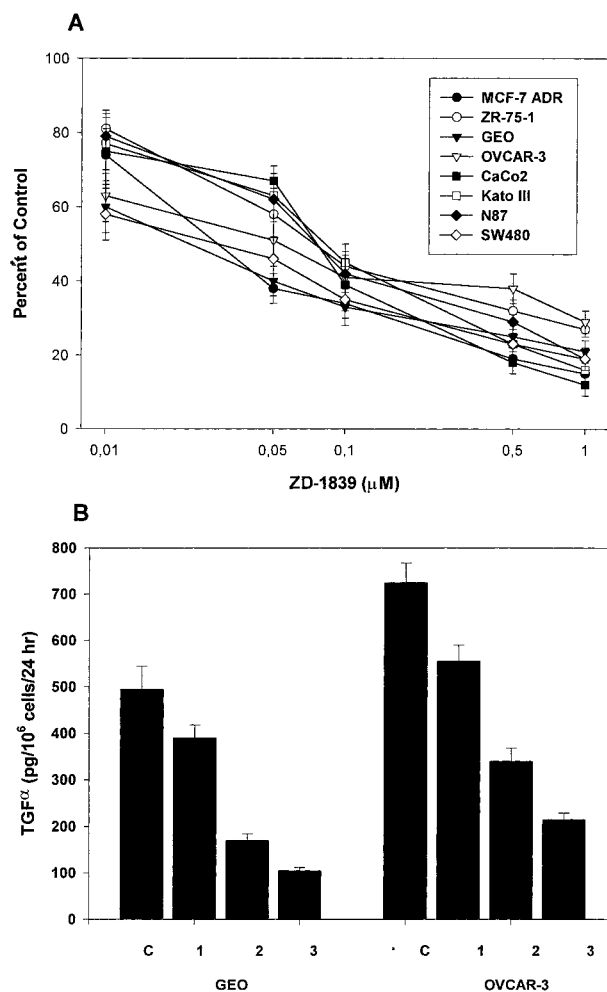 A
100
80
60
40
20
0
Percent of Control
MCF-7 ADR
ZR-75-1
GEO
OVCAR-3
CaCo2
Kato III
N87
SW480
0,01 0,05 0,1 0,5 1
ZD-1839 (μM)
B
800
700
600
500
400
300
200
100
0
TGFα (pg/10⁶ cells/24 hr)
C 1 2 3 C 1 2 3
GEO OVCAR-3